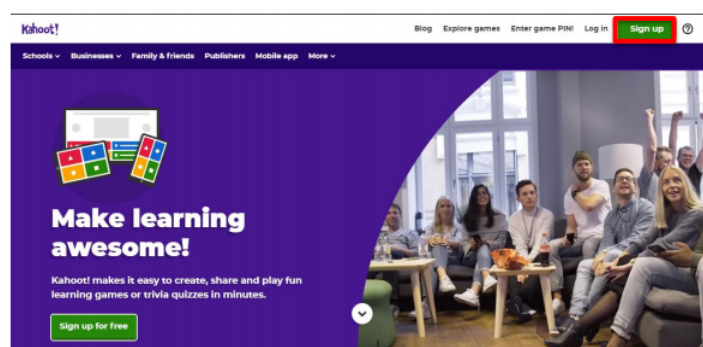 Kahoot!
Blog Explore games Enter game PIN! Log in Sign up ?
Schools Businesses Family & friends Publishers Mobile app More
Make learning
awesome!
Kahoot! makes it easy to create, share and play fun
learning games or trivia quizzes in minutes.
Sign up for free